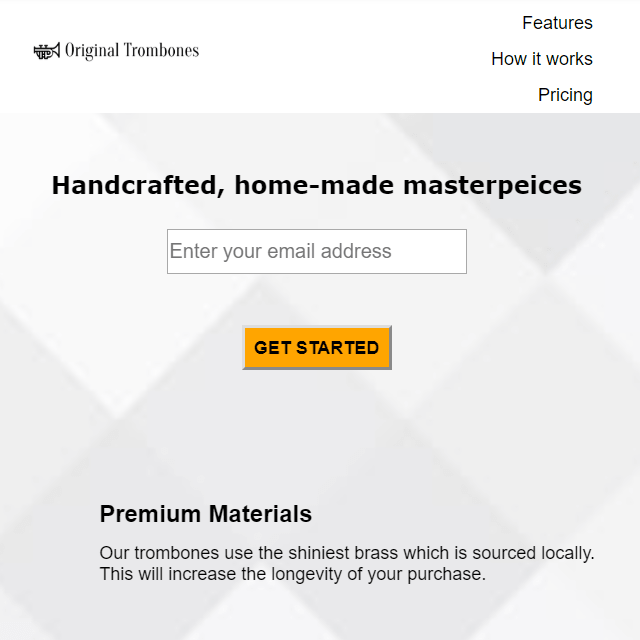 Features
Original Trombones
How it works
Pricing
Handcrafted, home-made masterpeices
Enter your email address
GET STARTED
Premium Materials
Our trombones use the shiniest brass which is sourced locally.
This will increase the longevity of your purchase.